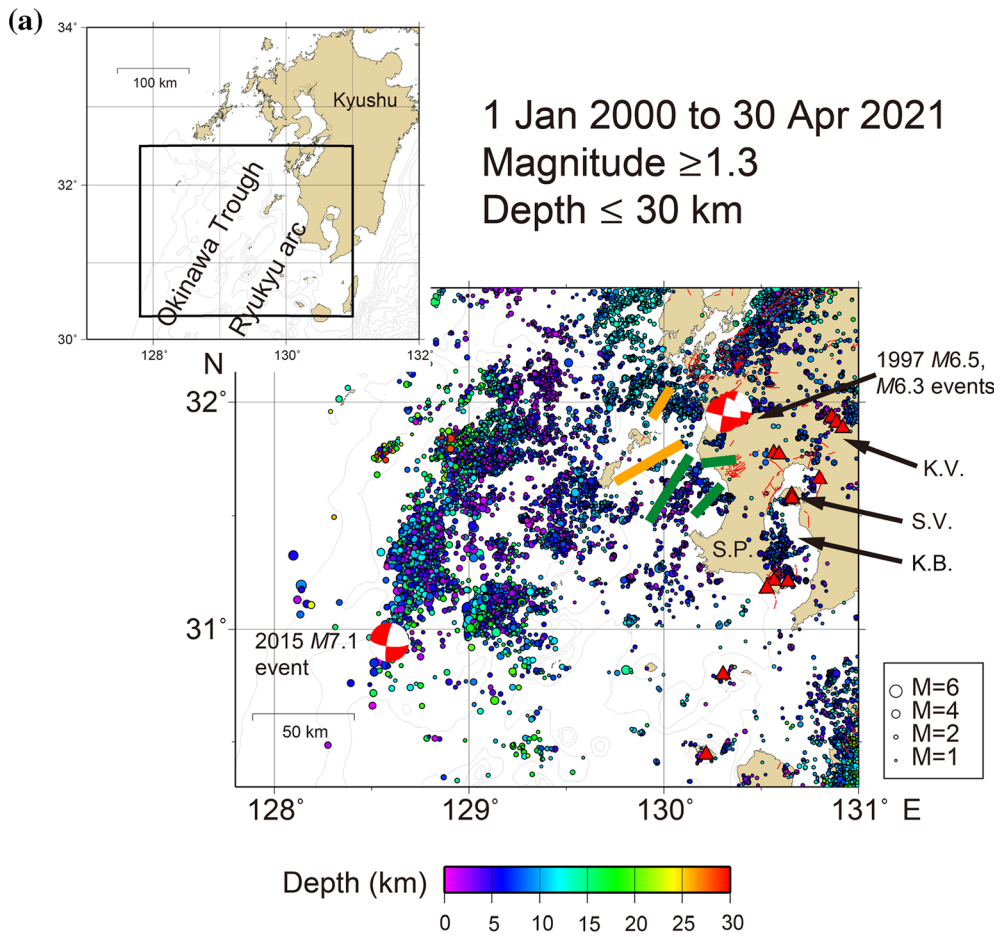 (a)
34°
100 km
Kyushu
32°
Okinawa Trough
Ryukyu arc
30°
128°
130°
132°
1 Jan 2000 to 30 Apr 2021
Magnitude ≥1.3
Depth ≤ 30 km
N
32°
31°
1997 M6.5,
M6.3 events
K.V.
S.V.
K.B.
S.P.
2015 M7.1
event
50 km
M=6
M=4
M=2
M=1
128°
129°
130°
131° E
Depth (km)
0 5 10 15 20 25 30